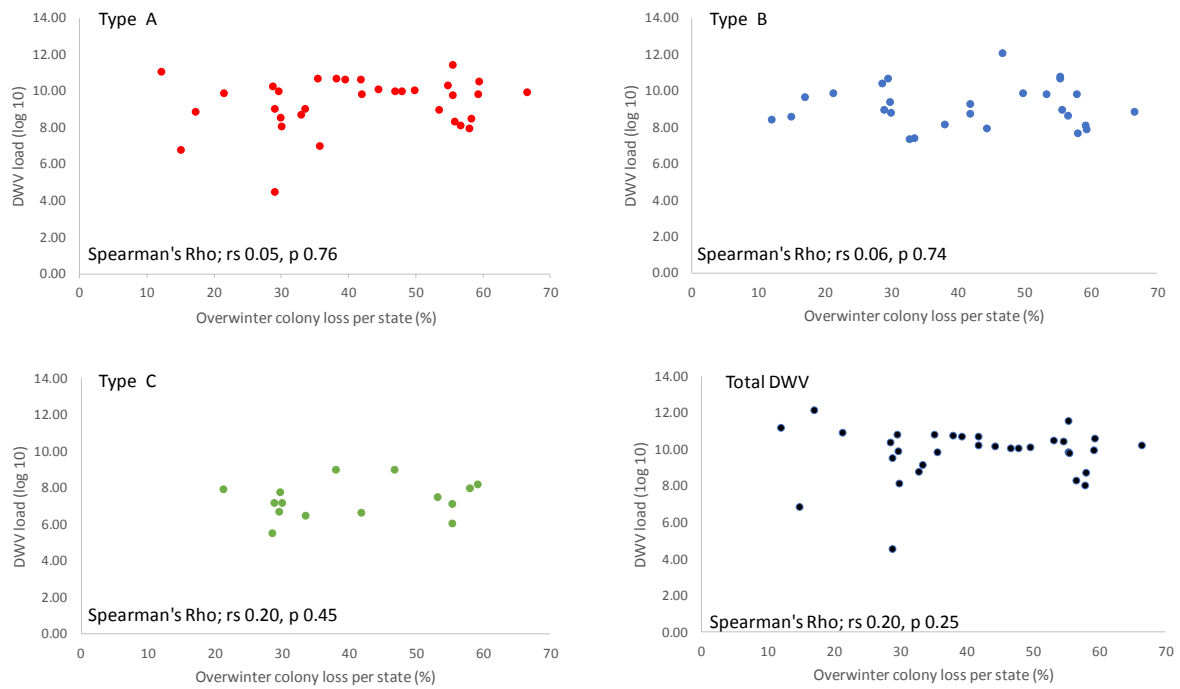 Type A
14.00
12.00
10.00
8.00
6.00
4.00
2.00
0.00
DWV load (log 10)
Spearman's Rho; rs 0.05, p 0.76
0 10 20 30 40 50 60 70
Overwinter colony loss per state (%)
Type B
14.00
12.00
10.00
8.00
6.00
4.00
2.00
0.00
DWV load (log 10)
Spearman's Rho; rs 0.06, p 0.74
0 10 20 30 40 50 60 70
Overwinter colony loss per state (%)
Type C
14.00
12.00
10.00
8.00
6.00
4.00
2.00
0.00
DWV load (log 10)
Spearman's Rho; rs 0.20, p 0.45
0 10 20 30 40 50 60 70
Overwinter colony loss per state (%)
Total DWV
14.00
12.00
10.00
8.00
6.00
4.00
2.00
0.00
DWV load (1og 10)
Spearman's Rho; rs 0.20, p 0.25
0 10 20 30 40 50 60 70
Overwinter colony loss per state (%)